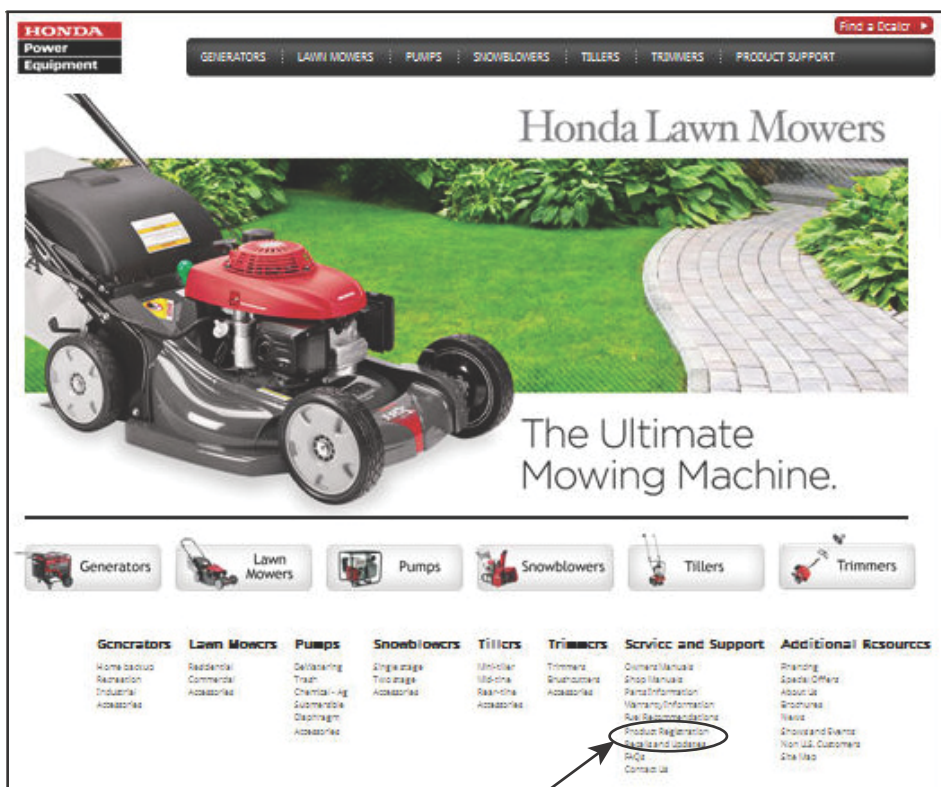 HONDA
Power
Equipment
Find a Dealer
GENERATORS LAWN MOWERS PUMPS SNOWBLOWERS TILLERS TRIMMERS PRODUCT SUPPORT
Honda Lawn Mowers
The Ultimate
Mowing Machine.
Generators
Lawn
Mowers
Pumps
Snowblowers
Tillers
Trimmers
Generators
Home backup
Recreation
Industrial
Accessories
Lawn Mowers
Residential
Commercial
Accessories
Pumps
DeWatering
Trash
Chemical - Ag
Submersible
Diaphragm
Accessories
Snowblowers
Single stage
Two stage
Accessories
Tillers
Mini-tiller
Mid-tine
Rear-tine
Accessories
Trimmers
Trimmers
Brushcutters
Accessories
Service and Support
Owners Manuals
Shop Manuals
Parts Information
Warranty Information
Fuel Recommendations
Product Registration
Recalls and Updates
FAQs
Contact Us
Additional Resources
Financing
Special Offers
About Us
Brochures
News
Shows and Events
Non U.S. Customers
Site Map